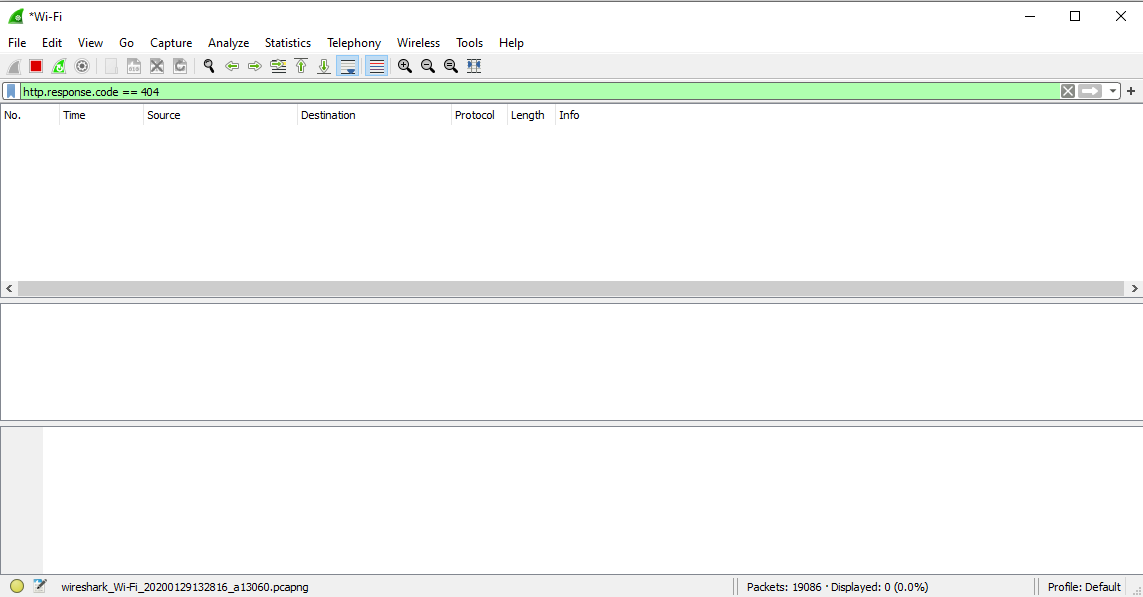 *Wi-Fi
File Edit View Go Capture Analyze Statistics Telephony Wireless Tools Help
http.response.code == 404
No. Time Source Destination Protocol Length Info
wireshark_Wi-Fi_20200129132816_a13060.pcapng Packets: 19086 · Displayed: 0 (0.0%) Profile: Default